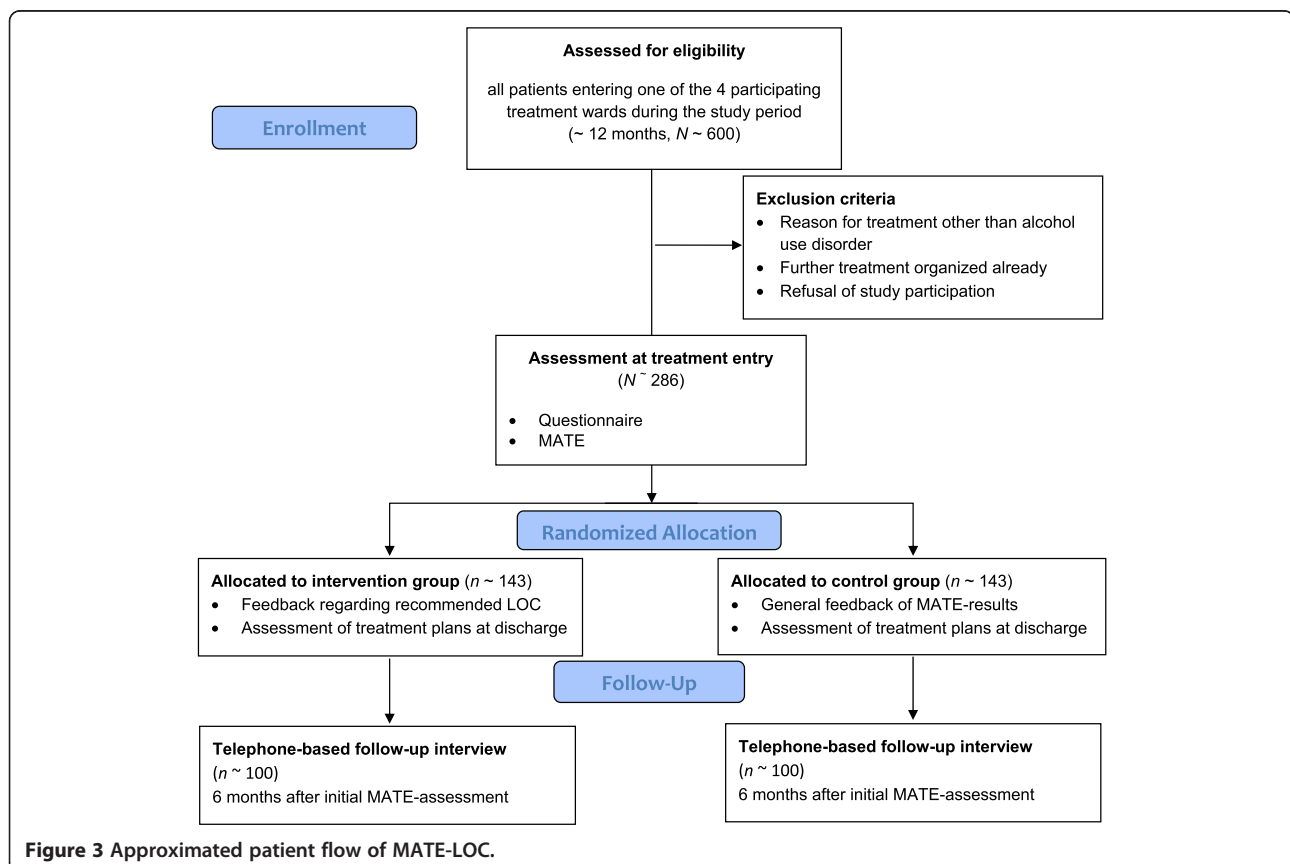 Assessed for eligibility
all patients entering one of the 4 participating
treatment wards during the study period
(~ 12 months, N ~ 600)
Enrollment
Exclusion criteria
• Reason for treatment other than alcohol
use disorder
• Further treatment organized already
• Refusal of study participation
Assessment at treatment entry
(N ~ 286)
• Questionnaire
• MATE
Randomized Allocation
Allocated to intervention group (n ~ 143)
• Feedback regarding recommended LOC
• Assessment of treatment plans at discharge
Allocated to control group (n ~ 143)
• General feedback of MATE-results
• Assessment of treatment plans at discharge
Follow-Up
Telephone-based follow-up interview
(n ~ 100)
6 months after initial MATE-assessment
Telephone-based follow-up interview
(n ~ 100)
6 months after initial MATE-assessment
Figure 3 Approximated patient flow of MATE-LOC.